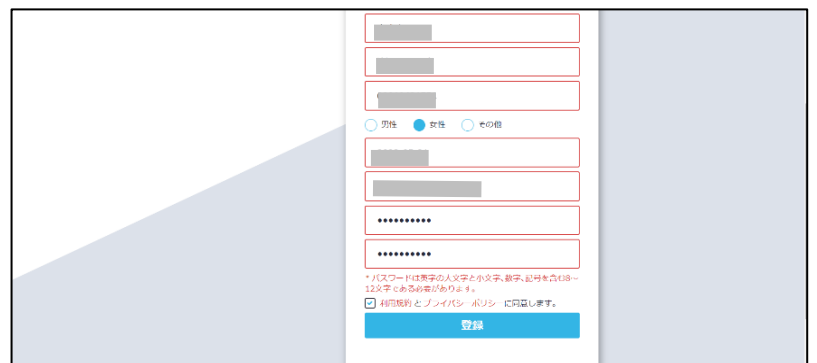 男性 女性 その他
••••••••••
••••••••••
* パスワードは英字の大文字と小文字、数字、記号を含む8～
12文字である必要があります。
利用規約 と プライバシーポリシーに同意します。
登録